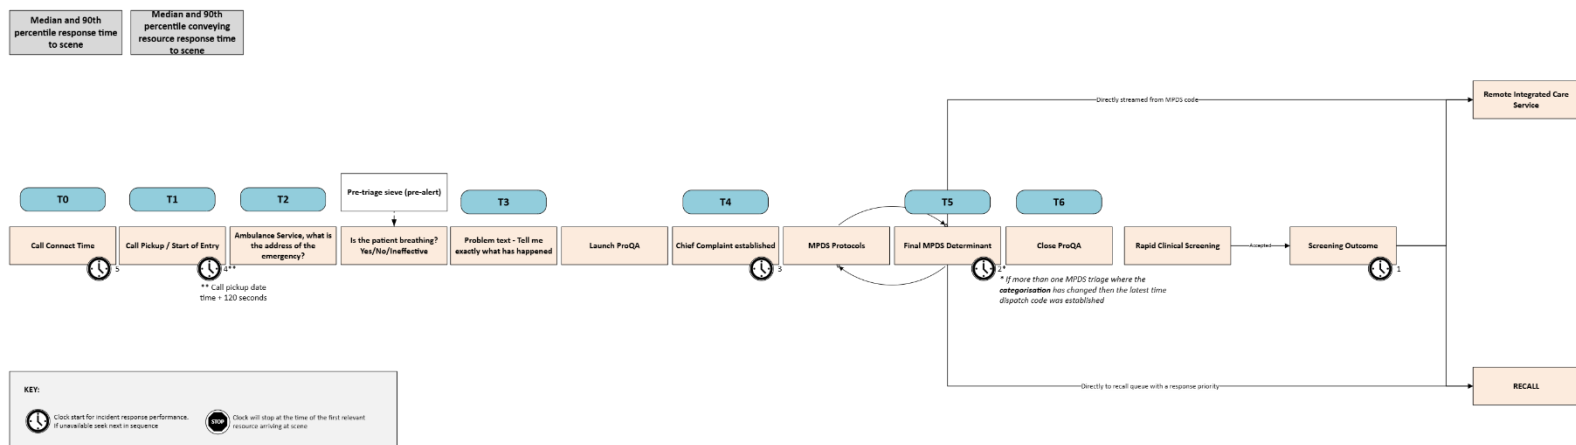 Median and 90th
percentile response time
to scene
Median and 90th
percentile conveying
resource response time
to scene
Directly streamed from MPDS code
Remote Integrated Care
Service
T0
T1
T2
Pre-triage sieve (pre-alert)
T3
T4
T5
T6
Call Connect Time
5
Call Pickup / Start of Entry
4**
** Call pickup date
time + 120 seconds
Ambulance Service, what is
the address of the
emergency?
Is the patient breathing?
Yes/No/Ineffective
Problem text - Tell me
exactly what has happened
Launch ProQA
Chief Complaint established
3
MPDS Protocols
Final MPDS Determinant
2*
* If more than one MPDS triage where the
categorisation has changed then the latest time
dispatch code was established
Close ProQA
Rapid Clinical Screening
Accepted
Screening Outcome
1
Directly to recall queue with a response priority
RECALL
KEY:
Clock start for incident response performance.
If unavailable seek next in sequence
STOP
Clock will stop at the time of the first relevant
resource arriving at scene